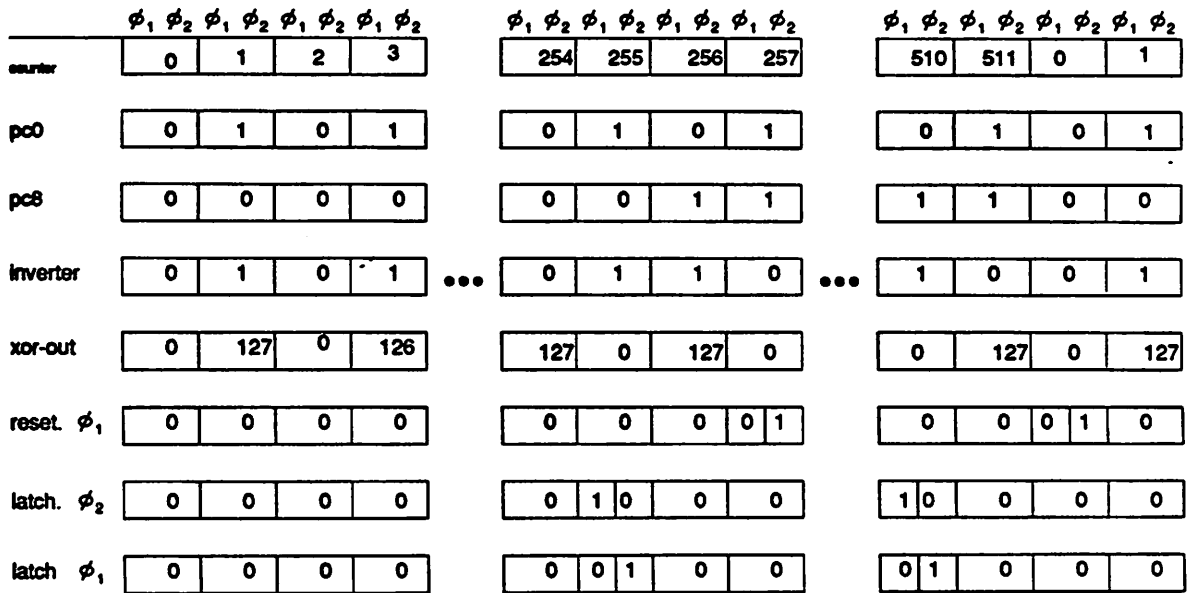 ϕ₁ ϕ₂ ϕ₁ ϕ₂ ϕ₁ ϕ₂ ϕ₁ ϕ₂ ϕ₁ ϕ₂ ϕ₁ ϕ₂ ϕ₁ ϕ₂ ϕ₁ ϕ₂ ϕ₁ ϕ₂ ϕ₁ ϕ₂ ϕ₁ ϕ₂ ϕ₁ ϕ₂
counter 0 1 2 3 254 255 256 257 510 511 0 1
pc0 0 1 0 1 0 1 0 1 0 1 0 1
pc8 0 0 0 0 0 0 1 1 1 1 0 0
inverter 0 1 0 1 ••• 0 1 1 0 ••• 1 0 0 1
xor-out 0 127 0 126 127 0 127 0 0 127 0 127
reset. ϕ₁ 0 0 0 0 0 0 0 0 1 0 0 0 1 0
latch. ϕ₂ 0 0 0 0 0 1 0 0 0 1 0 0 0 0
latch ϕ₁ 0 0 0 0 0 0 1 0 0 0 1 0 0 0